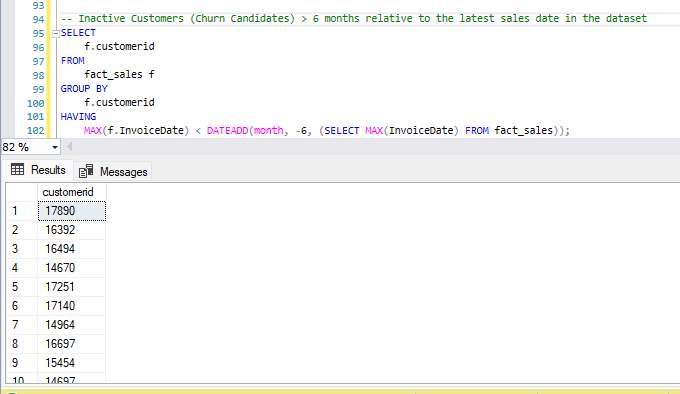 93
94 -- Inactive Customers (Churn Candidates) > 6 months relative to the latest sales date in the dataset
95 SELECT
96 f.customerid
97 FROM
98 fact_sales f
99 GROUP BY
100 f.customerid
101 HAVING
102 MAX(f.InvoiceDate) < DATEADD(month, -6, (SELECT MAX(InvoiceDate) FROM fact_sales));
82 %
Results Messages
customerid
1 17890
2 16392
3 16494
4 14670
5 17251
6 17140
7 14964
8 16697
9 15454
10 14697